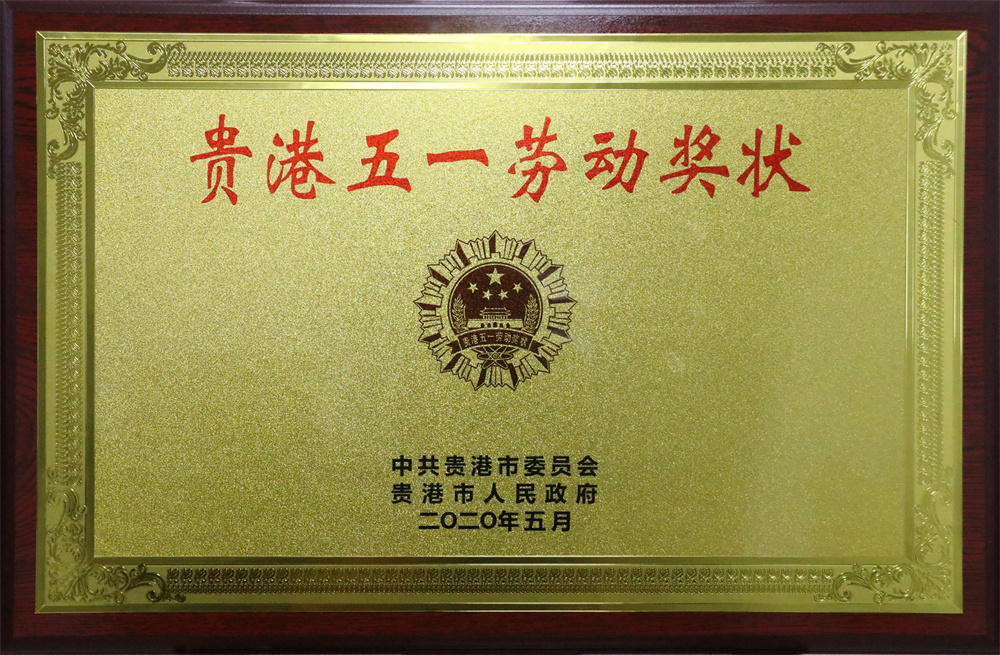 贵港五一劳动奖状
贵港五一劳动奖状
中共贵港市委员会
贵港市人民政府
二〇二〇年五月